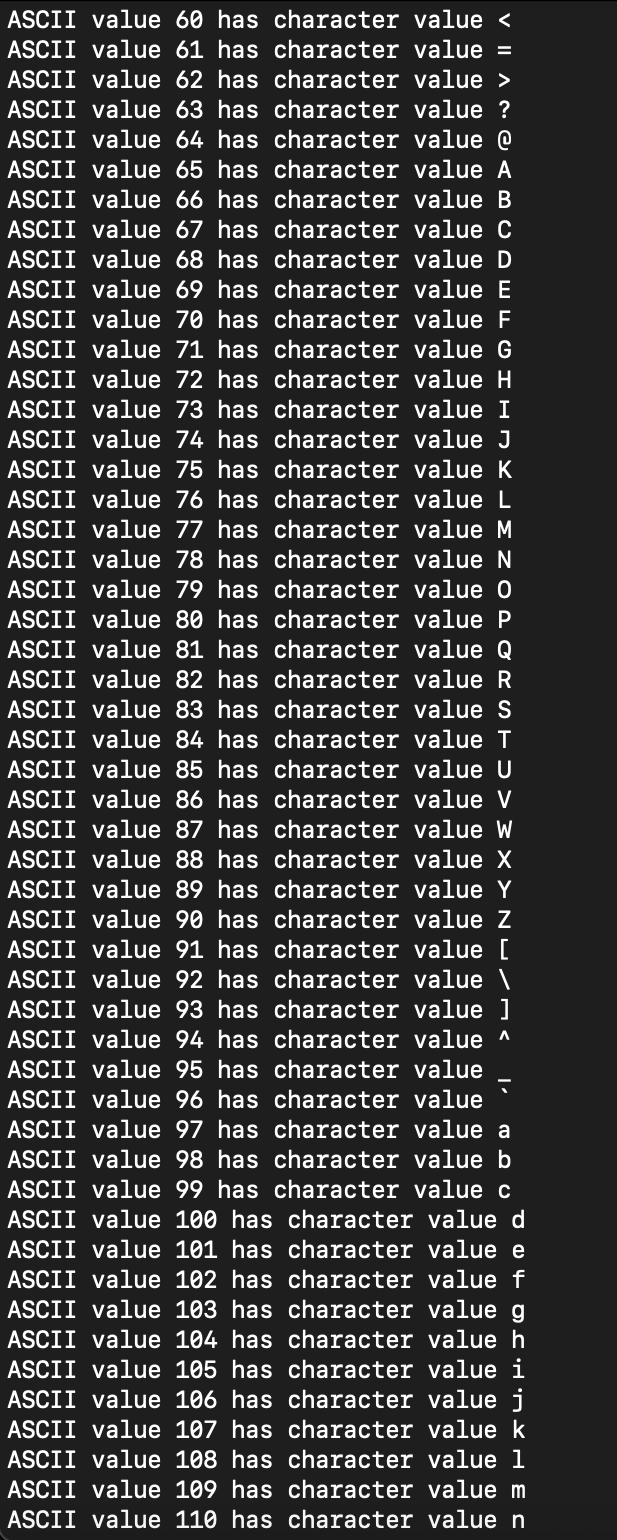 ASCII value 60 has character value <
ASCII value 61 has character value =
ASCII value 62 has character value >
ASCII value 63 has character value ?
ASCII value 64 has character value @
ASCII value 65 has character value A
ASCII value 66 has character value B
ASCII value 67 has character value C
ASCII value 68 has character value D
ASCII value 69 has character value E
ASCII value 70 has character value F
ASCII value 71 has character value G
ASCII value 72 has character value H
ASCII value 73 has character value I
ASCII value 74 has character value J
ASCII value 75 has character value K
ASCII value 76 has character value L
ASCII value 77 has character value M
ASCII value 78 has character value N
ASCII value 79 has character value O
ASCII value 80 has character value P
ASCII value 81 has character value Q
ASCII value 82 has character value R
ASCII value 83 has character value S
ASCII value 84 has character value T
ASCII value 85 has character value U
ASCII value 86 has character value V
ASCII value 87 has character value W
ASCII value 88 has character value X
ASCII value 89 has character value Y
ASCII value 90 has character value Z
ASCII value 91 has character value [
ASCII value 92 has character value \
ASCII value 93 has character value ]
ASCII value 94 has character value ^
ASCII value 95 has character value _
ASCII value 96 has character value `
ASCII value 97 has character value a
ASCII value 98 has character value b
ASCII value 99 has character value c
ASCII value 100 has character value d
ASCII value 101 has character value e
ASCII value 102 has character value f
ASCII value 103 has character value g
ASCII value 104 has character value h
ASCII value 105 has character value i
ASCII value 106 has character value j
ASCII value 107 has character value k
ASCII value 108 has character value l
ASCII value 109 has character value m
ASCII value 110 has character value n